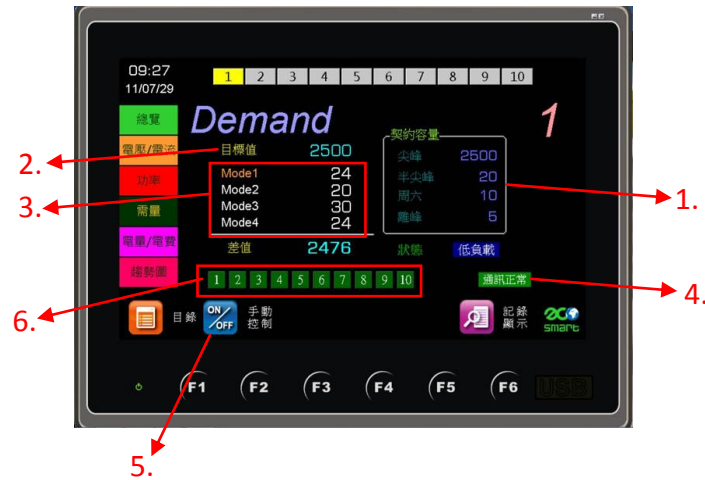 09:27
11/07/29
1 2 3 4 5 6 7 8 9 10
Demand
1
總覽
電壓/電流
功率
需量
電量/電費
趨勢圖
目標值 2500
Mode1 24
Mode2 20
Mode3 30
Mode4 24
差值 2476
契約容量
尖峰 2500
半尖峰 20
周六 10
離峰 5
狀態 低負載
1 2 3 4 5 6 7 8 9 10
通訊正常
目錄
ON/OFF
手動
控制
記錄
顯示
eco
smart
F1 F2 F3 F4 F5 F6 USB
1.
2.
3.
4.
5.
6.